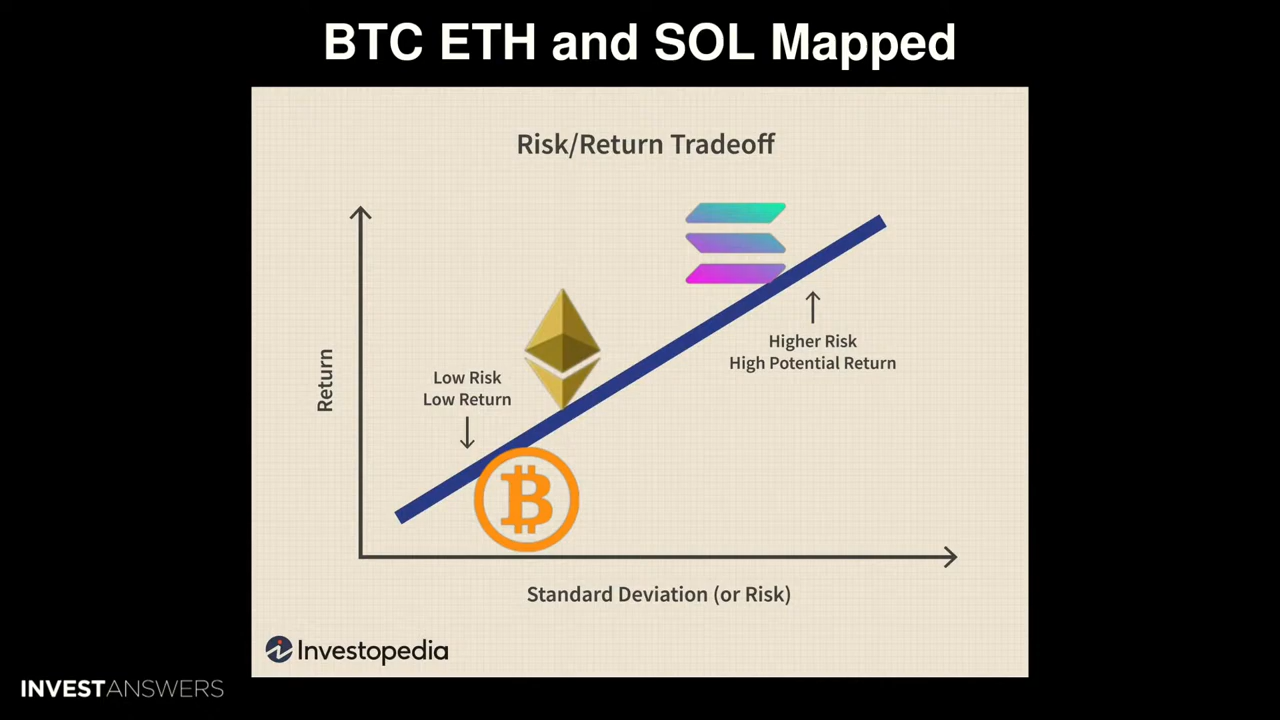 BTC ETH and SOL Mapped
Risk/Return Tradeoff
Return
Low Risk
Low Return
Higher Risk
High Potential Return
Standard Deviation (or Risk)
Investopedia
INVESTANSWERS